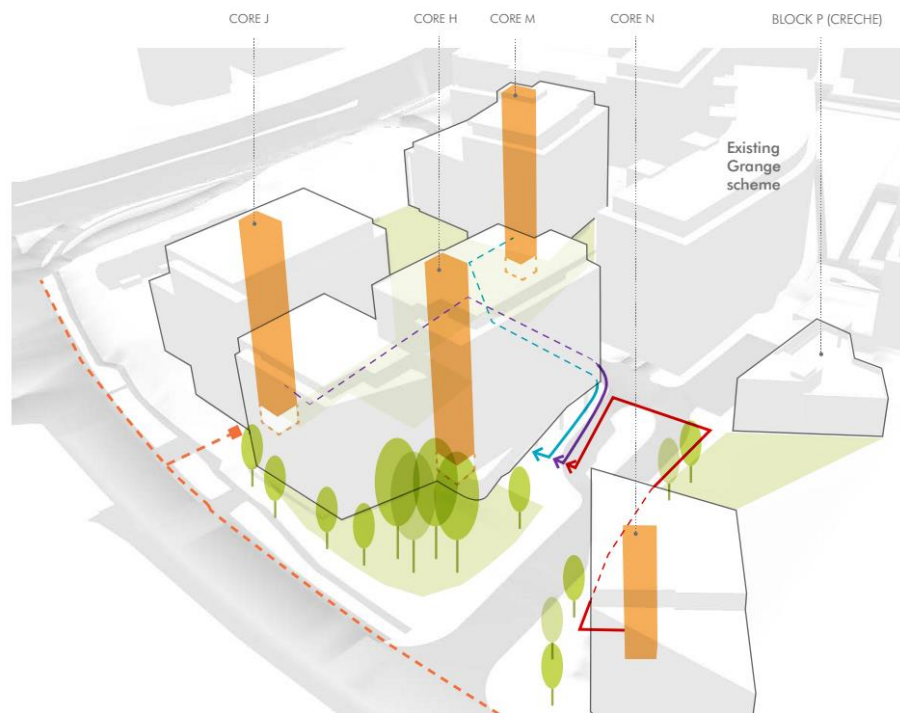 CORE J
CORE H
CORE M
CORE N
BLOCK P (CRECHE)
Existing
Grange
scheme